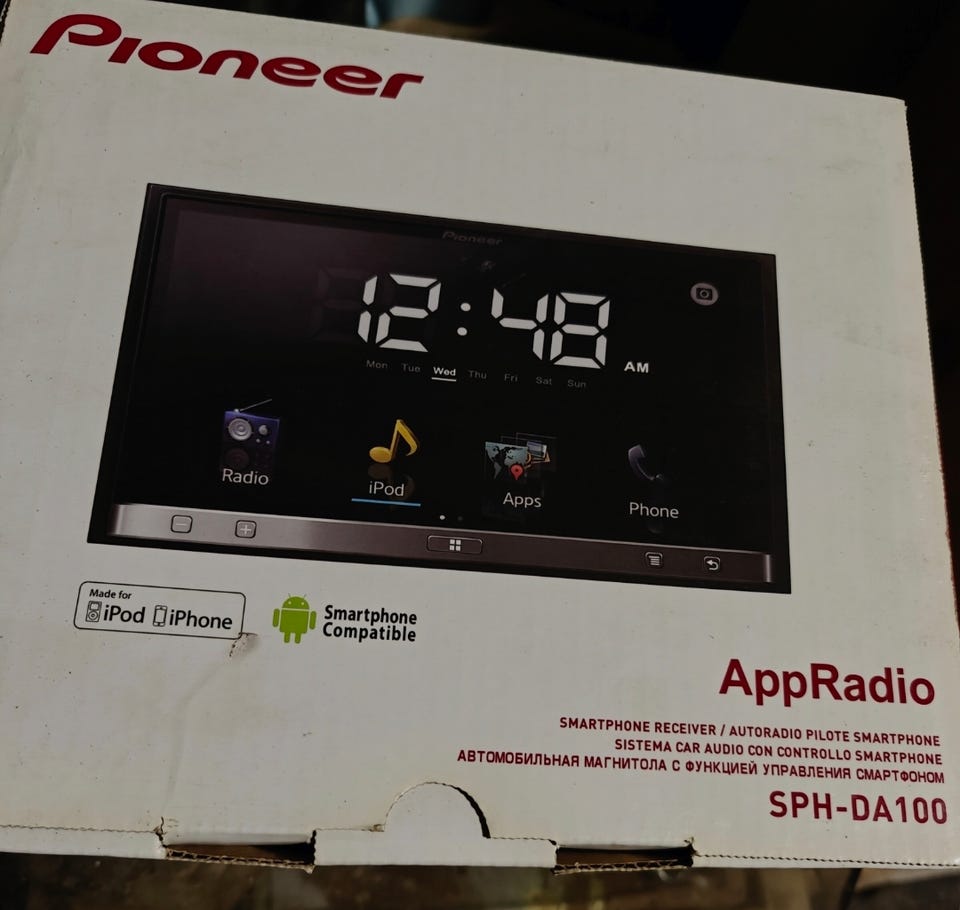 Pioneer
Pioneer
12:48 AM
Mon Tue Wed Thu Fri Sat Sun
Radio iPod Apps Phone
Made for
iPod iPhone
Smartphone
Compatible
AppRadio
SMARTPHONE RECEIVER / AUTORADIO PILOTE SMARTPHONE
SISTEMA CAR AUDIO CON CONTROLLO SMARTPHONE
АВТОМОБИЛЬНАЯ МАГНИТОЛА С ФУНКЦИЕЙ УПРАВЛЕНИЯ СМАРТФОНОМ
SPH-DA100